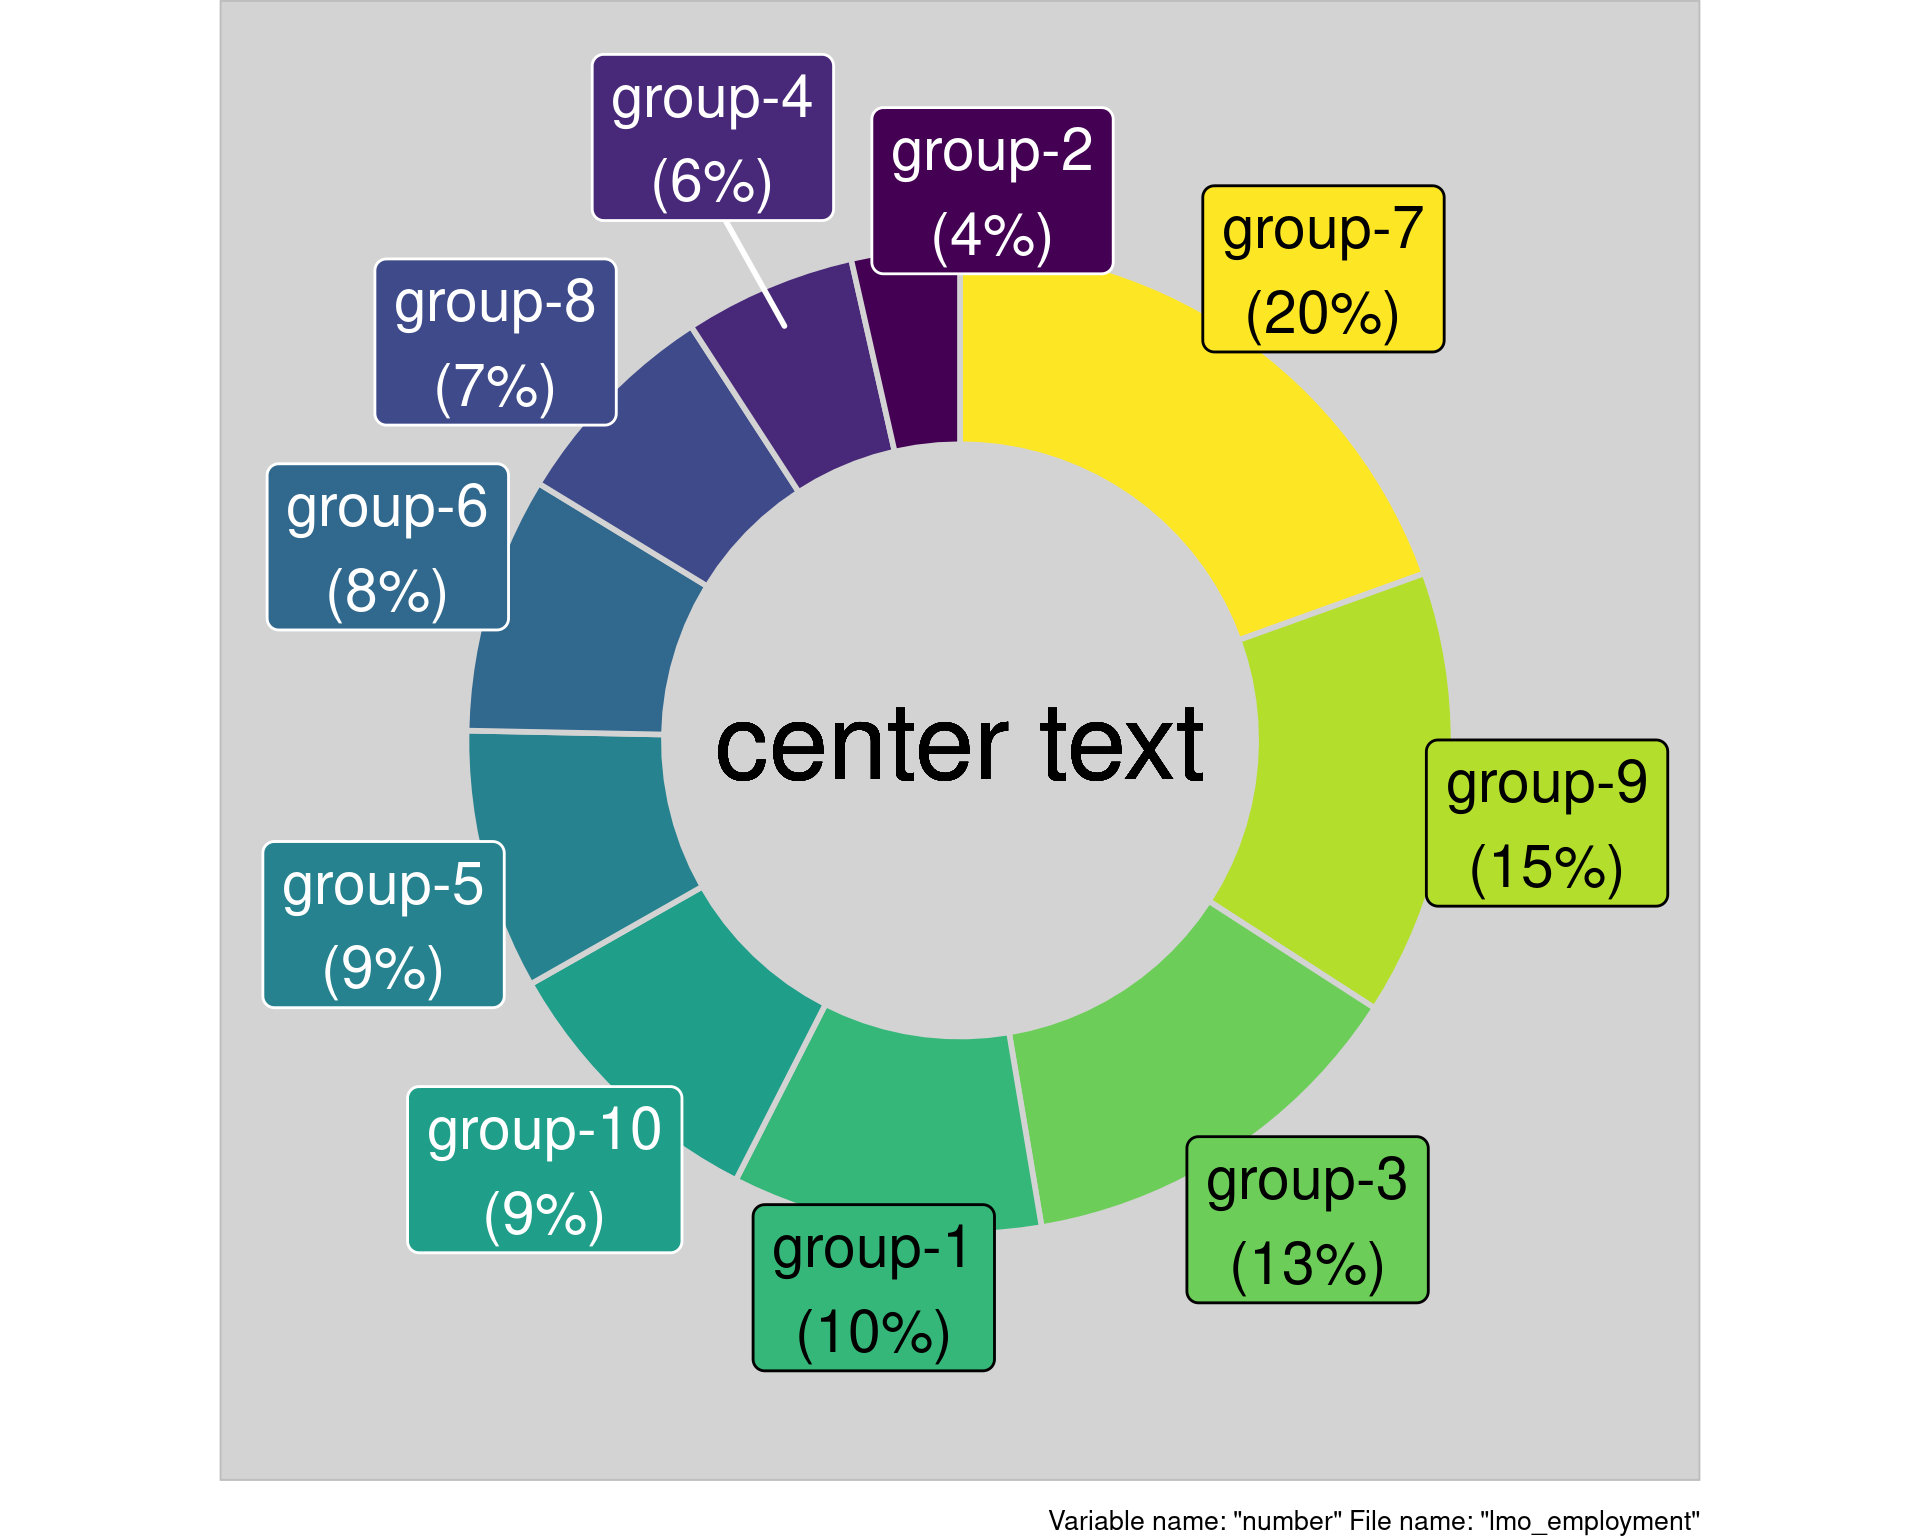 group-4
(6%)
group-2
(4%)
group-7
(20%)
group-8
(7%)
group-6
(8%)
center text
group-9
(15%)
group-5
(9%)
group-10
(9%)
group-3
(13%)
group-1
(10%)
Variable name: "number" File name: "lmo_employment"